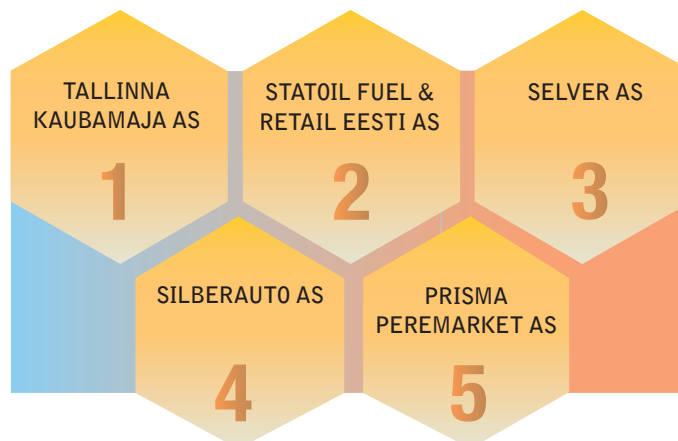 TALLINNA
KAUBAMAJA AS
1
STATOIL FUEL &
RETAIL EESTI AS
2
SELVER AS
3
SILBERAUTO AS
4
PRISMA
PEREMARKET AS
5